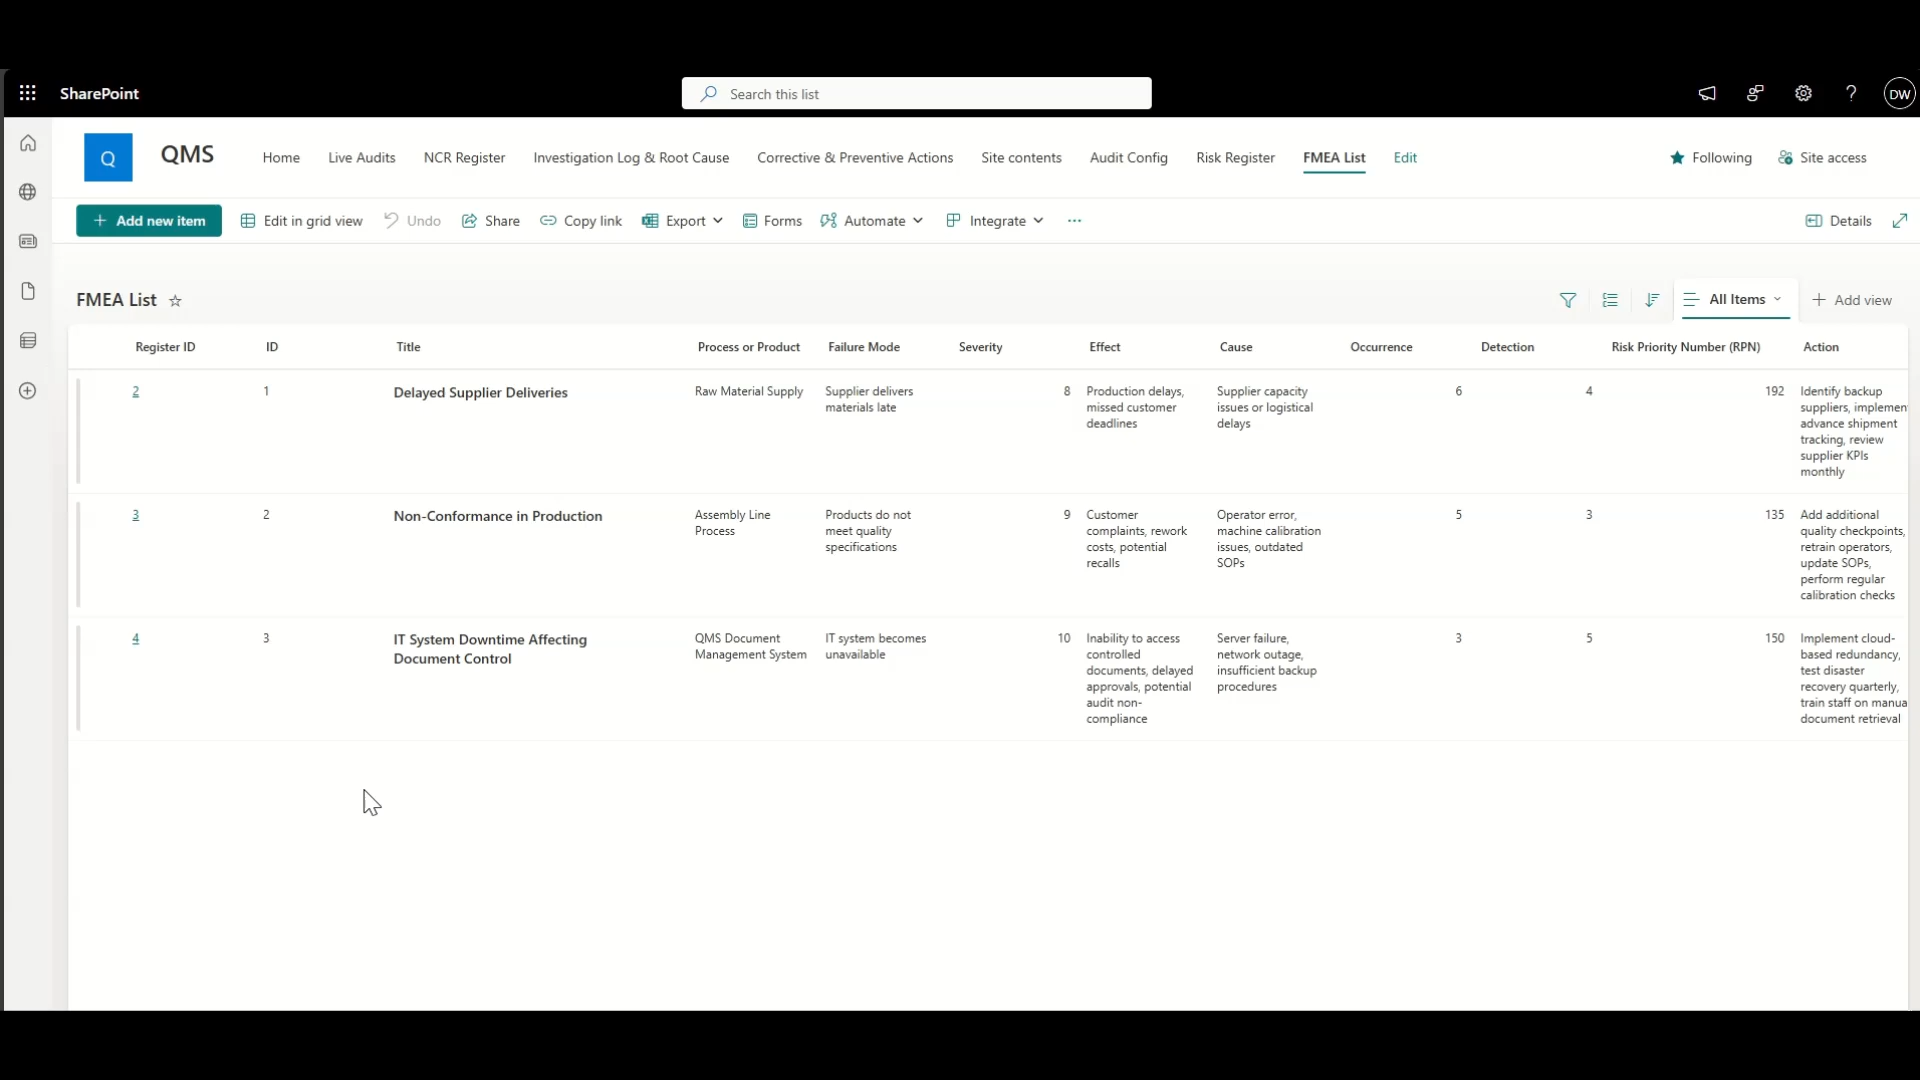 SharePoint
Search this list
DW
Q
QMS
Home
Live Audits
NCR Register
Investigation Log & Root Cause
Corrective & Preventive Actions
Site contents
Audit Config
Risk Register
FMEA List
Edit
Following
Site access
Add new item
Edit in grid view
Undo
Share
Copy link
Export
Forms
Automate
Integrate
Details
FMEA List
All Items
Add view
Register ID
ID
Title
Process or Product
Failure Mode
Severity
Effect
Cause
Occurrence
Detection
Risk Priority Number (RPN)
Action
2
1
Delayed Supplier Deliveries
Raw Material Supply
Supplier delivers
materials late
8
Production delays,
missed customer
deadlines
Supplier capacity
issues or logistical
delays
6
4
192
Identify backup
suppliers, implemen
advance shipment
tracking, review
supplier KPIs
monthly
3
2
Non-Conformance in Production
Assembly Line
Process
Products do not
meet quality
specifications
9
Customer
complaints, rework
costs, potential
recalls
Operator error,
machine calibration
issues, outdated
SOPs
5
3
135
Add additional
quality checkpoints,
retrain operators,
update SOPs,
perform regular
calibration checks
4
3
IT System Downtime Affecting
Document Control
QMS Document
Management System
IT system becomes
unavailable
10
Inability to access
controlled
documents, delayed
approvals, potential
audit non-
compliance
Server failure,
network outage,
insufficient backup
procedures
3
5
150
Implement cloud-
based redundancy,
test disaster
recovery quarterly,
train staff on manua
document retrieval